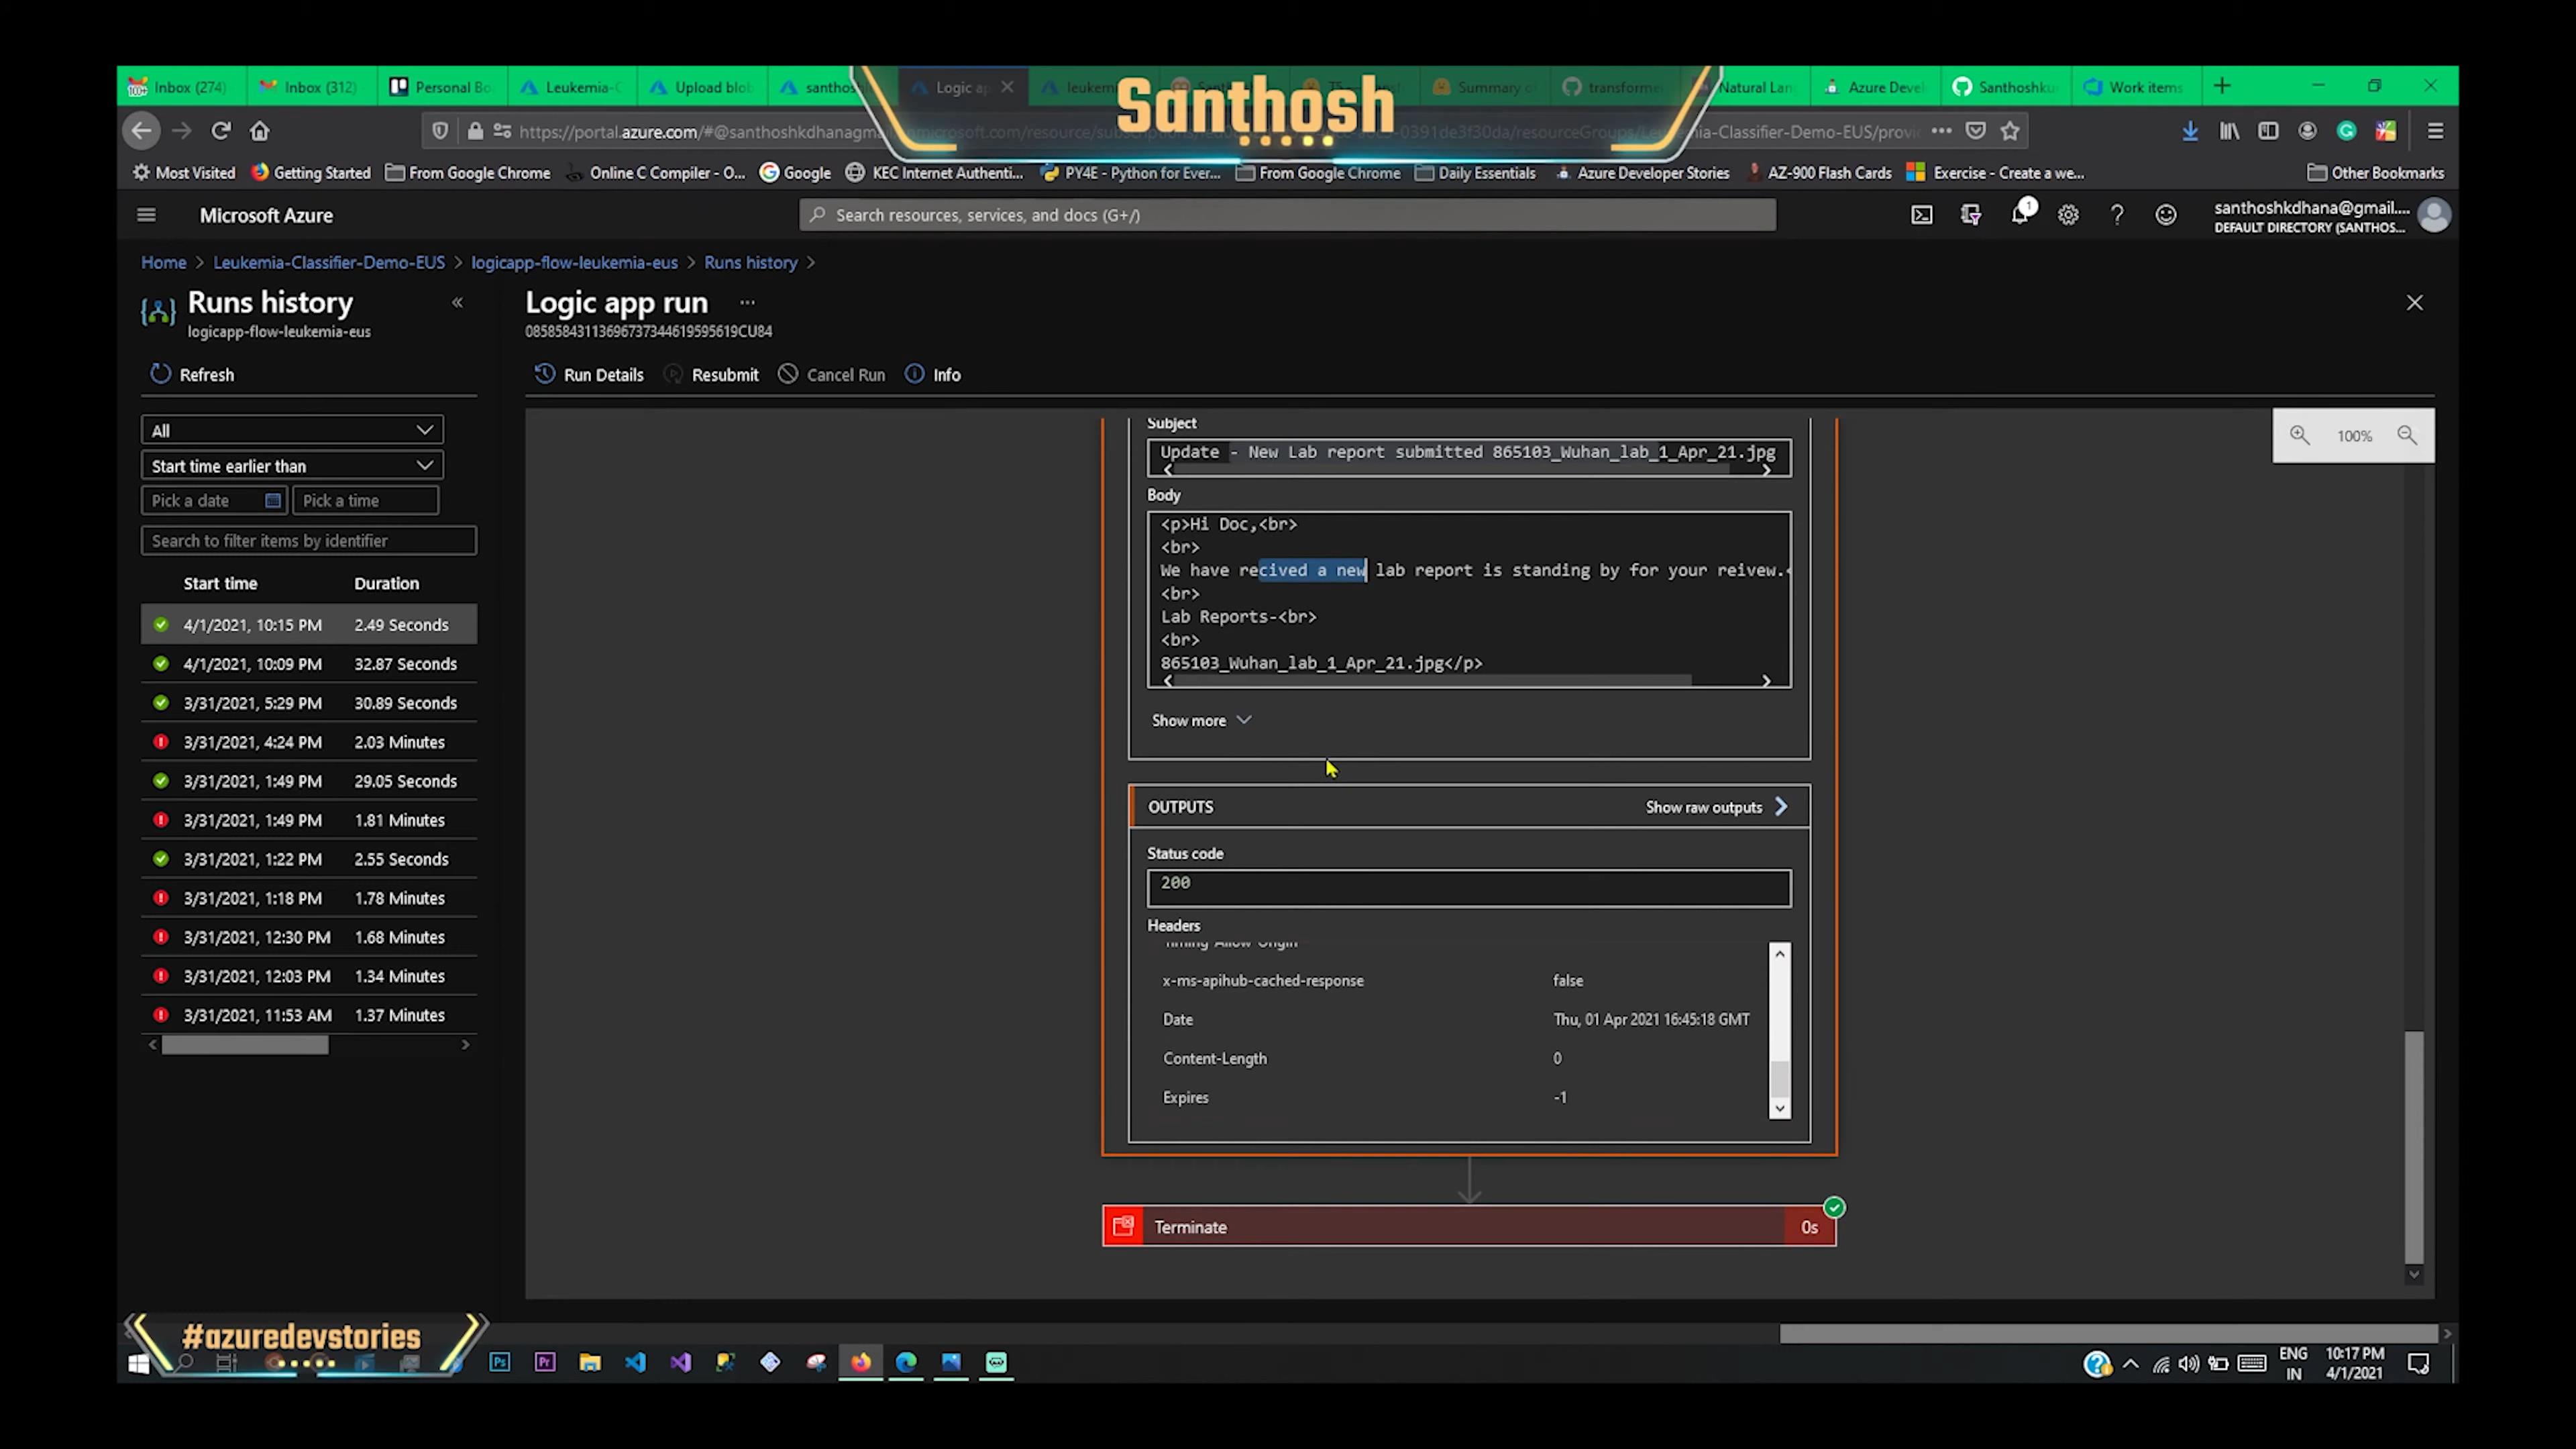 Santhosh
Inbox (274)
Inbox (312)
Personal Bo
Leukemia-C
Upload blob
santhosh
Logic ap
leukem
Summary o
transforme
Natural Lan
Azure Devel
Santhoshku
Work items
https://portal.azure.com/#@santhoshkdhanagmail
/Leukemia-Classifier-Demo-EUS/provi
Most Visited
Getting Started
From Google Chrome
Online C Compiler - O...
Google
KEC Internet Authenti...
PY4E - Python for Ever...
From Google Chrome
Daily Essentials
Azure Developer Stories
AZ-900 Flash Cards
Exercise - Create a we...
Other Bookmarks
Microsoft Azure
Search resources, services, and docs (G+/)
1
santhoshkdhana@gmail....
DEFAULT DIRECTORY (SANTHOS...
Home > Leukemia-Classifier-Demo-EUS > logicapp-flow-leukemia-eus > Runs history >
Runs history
logicapp-flow-leukemia-eus
Logic app run ...
Refresh
Run Details
Resubmit
Cancel Run
Info
All
Start time earlier than
Pick a date
Pick a time
Search to filter items by identifier
Start time Duration
4/1/2021, 10:15 PM 2.49 Seconds
4/1/2021, 10:09 PM 32.87 Seconds
3/31/2021, 5:29 PM 30.89 Seconds
3/31/2021, 4:24 PM 2.03 Minutes
3/31/2021, 1:49 PM 29.05 Seconds
3/31/2021, 1:49 PM 1.81 Minutes
3/31/2021, 1:22 PM 2.55 Seconds
3/31/2021, 1:18 PM 1.78 Minutes
3/31/2021, 12:30 PM 1.68 Minutes
3/31/2021, 12:03 PM 1.34 Minutes
3/31/2021, 11:53 AM 1.37 Minutes
100%
Subject
Update - New Lab report submitted 865103_Wuhan_lab_1_Apr_21.jpg
Body
<p>Hi Doc,<br>
<br>
We have recived a new lab report is standing by for your reivew.<
<br>
Lab Reports-<br>
<br>
865103_Wuhan_lab_1_Apr_21.jpg</p>
Show more
OUTPUTS
Show raw outputs
Status code
200
Headers
Timing-Allow-Origin
x-ms-apihub-cached-response false
Date Thu, 01 Apr 2021 16:45:18 GMT
Content-Length 0
Expires -1
Terminate
0s
#azuredevstories
Ps
Pr
ENG
IN
10:17 PM
4/1/2021